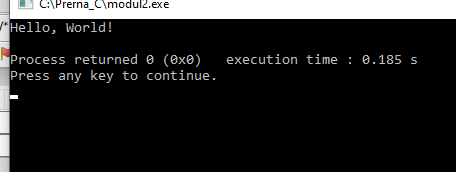 C:\Prerna_C\modul2.exe
/*
Hello, World!
Process returned 0 (0x0)   execution time : 0.185 s
Press any key to continue.